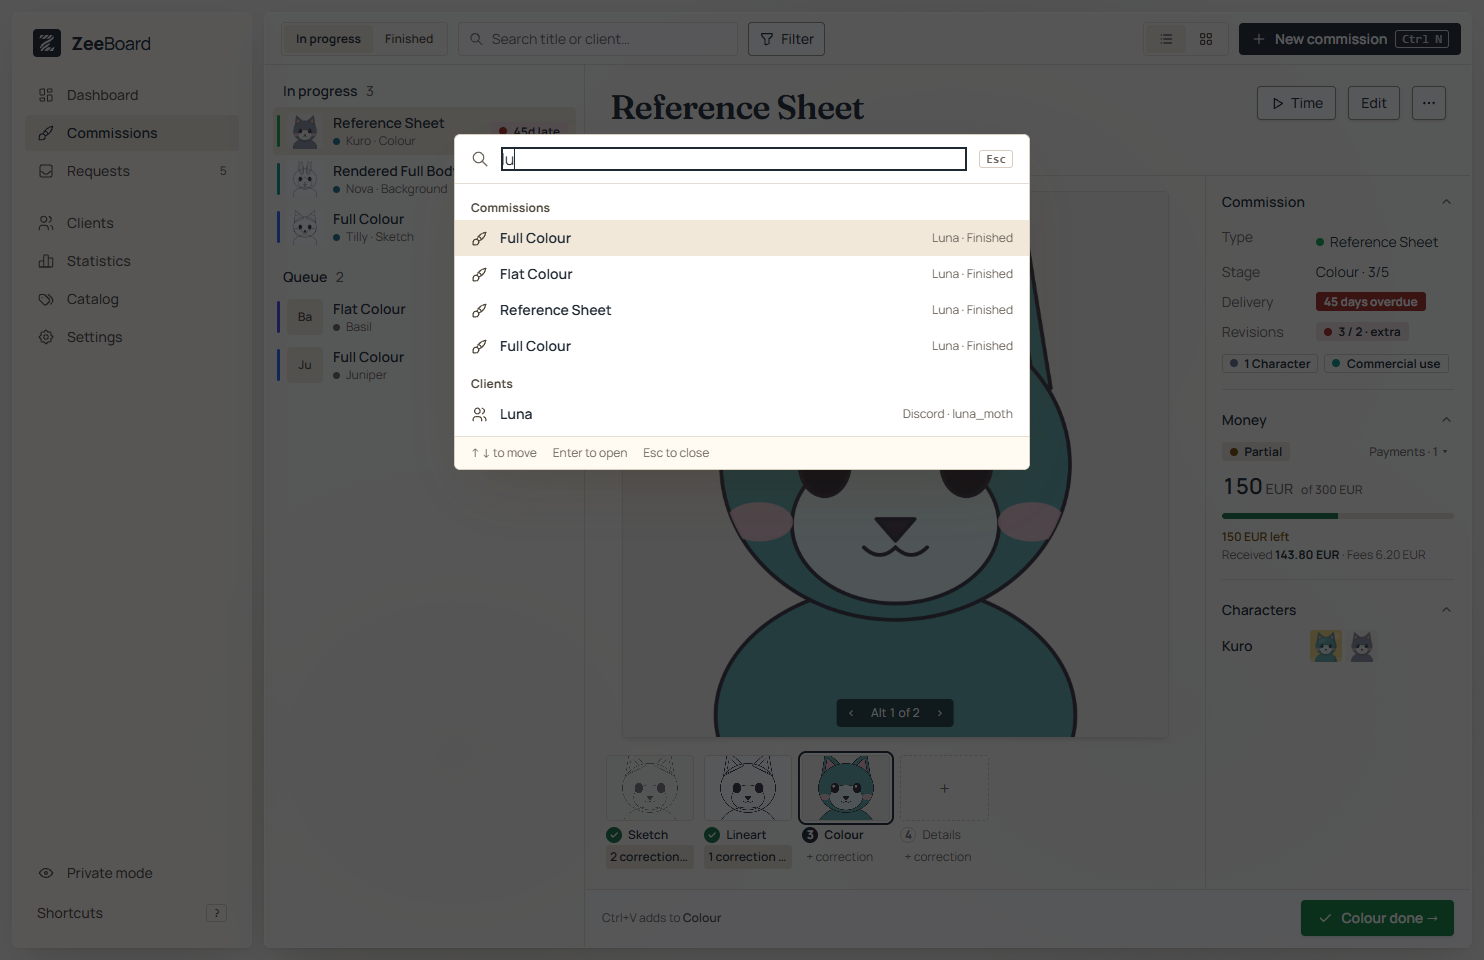 ZeeBoard
Dashboard
Commissions
Requests 5
Clients
Statistics
Catalog
Settings
Private mode
Shortcuts ?
In progress Finished
Search title or client...
Filter
New commission Ctrl N
In progress 3
Reference Sheet
Kuro · Colour
45d late
Rendered Full Body
Nova · Background
Full Colour
Tilly · Sketch
Queue 2
Ba
Flat Colour
Basil
Ju
Full Colour
Juniper
Reference Sheet
Time
Edit
lu
Esc
Commissions
Full Colour Luna · Finished
Flat Colour Luna · Finished
Reference Sheet Luna · Finished
Full Colour Luna · Finished
Clients
Luna Discord · luna_moth
↑ ↓ to move Enter to open Esc to close
Alt 1 of 2
Sketch
2 correction...
Lineart
1 correction ...
3 Colour
+ correction
+
4 Details
+ correction
Ctrl+V adds to Colour
Colour done →
Commission
Type Reference Sheet
Stage Colour · 3/5
Delivery 45 days overdue
Revisions 3 / 2 · extra
1 Character Commercial use
Money
Partial Payments · 1
150 EUR of 300 EUR
150 EUR left
Received 143.80 EUR · Fees 6.20 EUR
Characters
Kuro